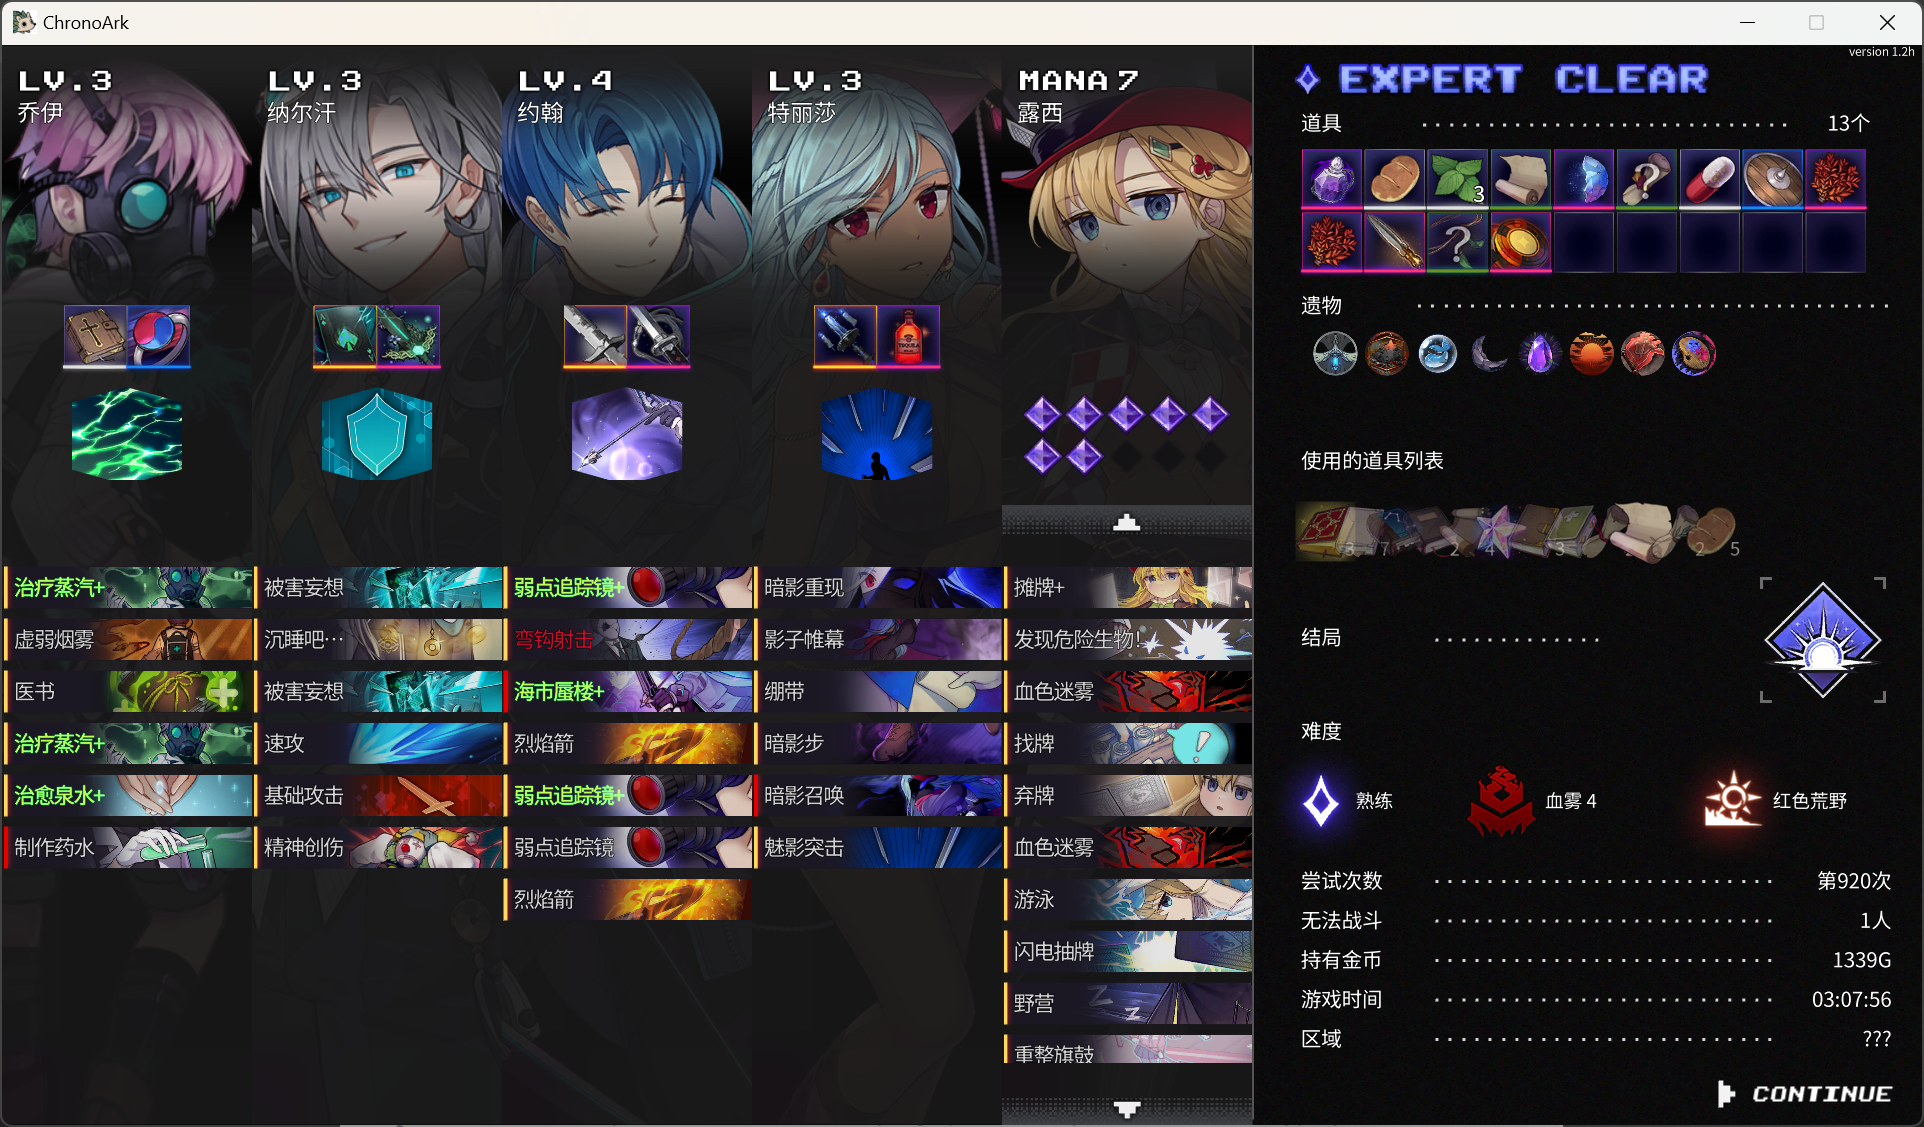 ChronoArk
version 1.2h
LV.3
乔伊
LV.3
纳尔汗
LV.4
约翰
LV.3
特丽莎
MANA 7
露西
治疗蒸汽+
虚弱烟雾
医书
治疗蒸汽+
治愈泉水+
制作药水
被害妄想
沉睡吧…
被害妄想
速攻
基础攻击
精神创伤
弱点追踪镜+
弯钩射击
海市蜃楼+
烈焰箭
弱点追踪镜+
弱点追踪镜
烈焰箭
暗影重现
影子帷幕
绷带
暗影步
暗影召唤
魅影突击
摊牌+
发现危险生物!
血色迷雾
找牌
弃牌
血色迷雾
游泳
闪电抽牌
野营
重整旗鼓
EXPERT CLEAR
道具 13个
3
遗物
使用的道具列表
3 7 2 4 3 2 2 5
结局
难度
熟练 血雾 4 红色荒野
尝试次数 第920次
无法战斗 1人
持有金币 1339G
游戏时间 03:07:56
区域 ???
CONTINUE